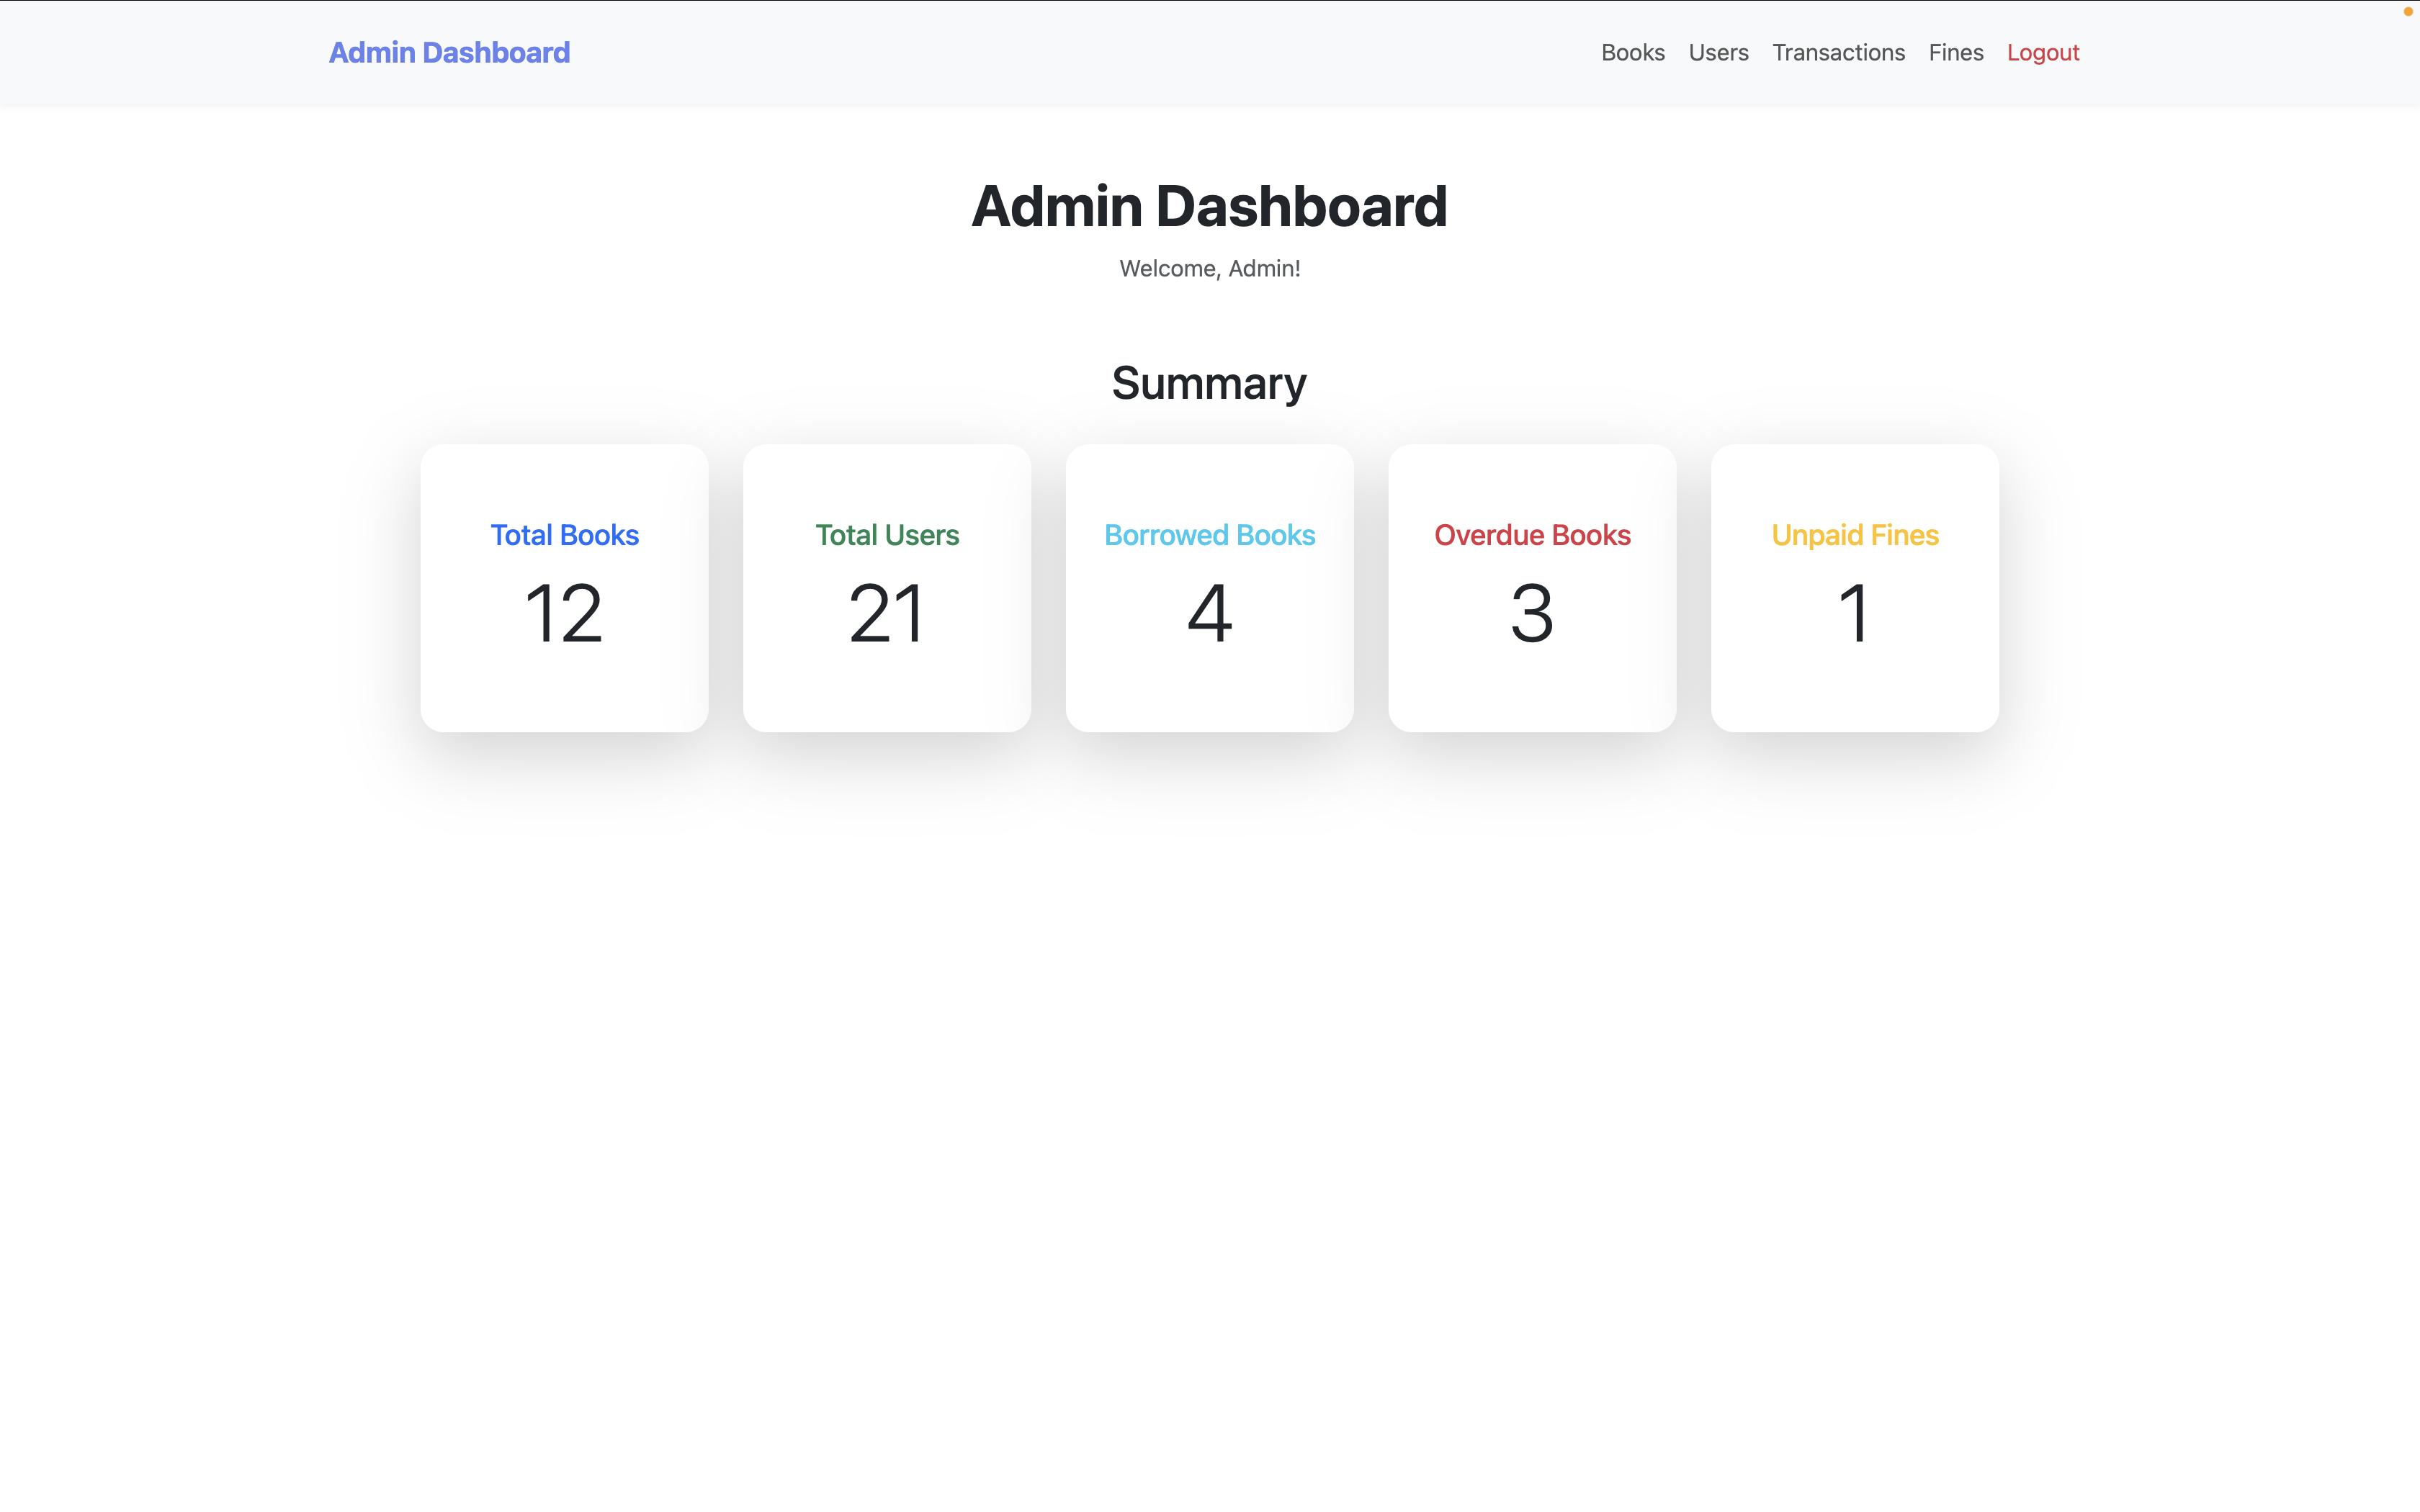 Admin Dashboard
Books Users Transactions Fines Logout
Admin Dashboard
Welcome, Admin!
Summary
Total Books
12
Total Users
21
Borrowed Books
4
Overdue Books
3
Unpaid Fines
1